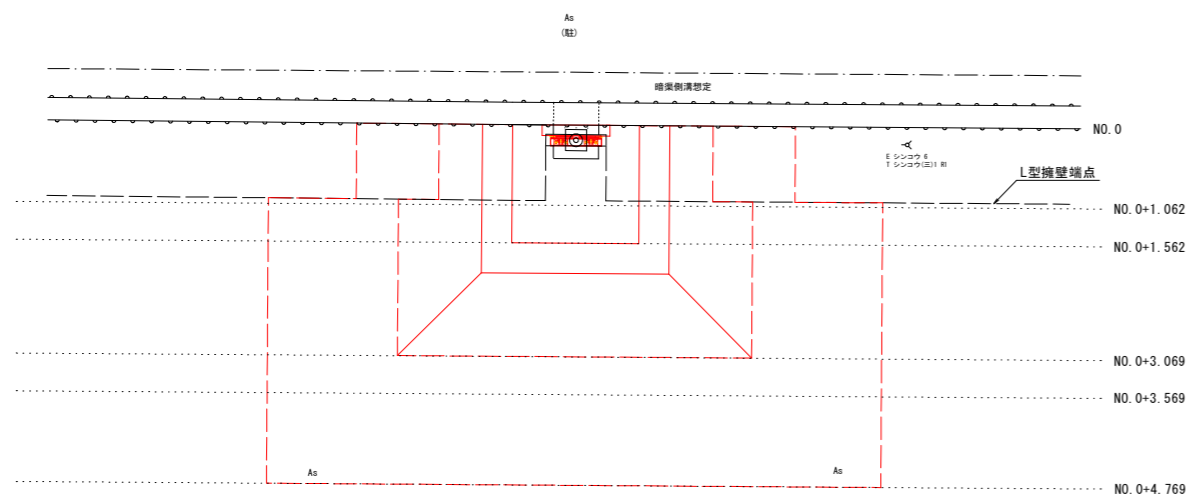 As
(駐)
暗渠側溝想定
NO.0
E シンコウ 6
T シンコウ(三)1 R1
L型擁壁端点
NO.0+1.062
NO.0+1.562
NO.0+3.069
NO.0+3.569
As
As
NO.0+4.769